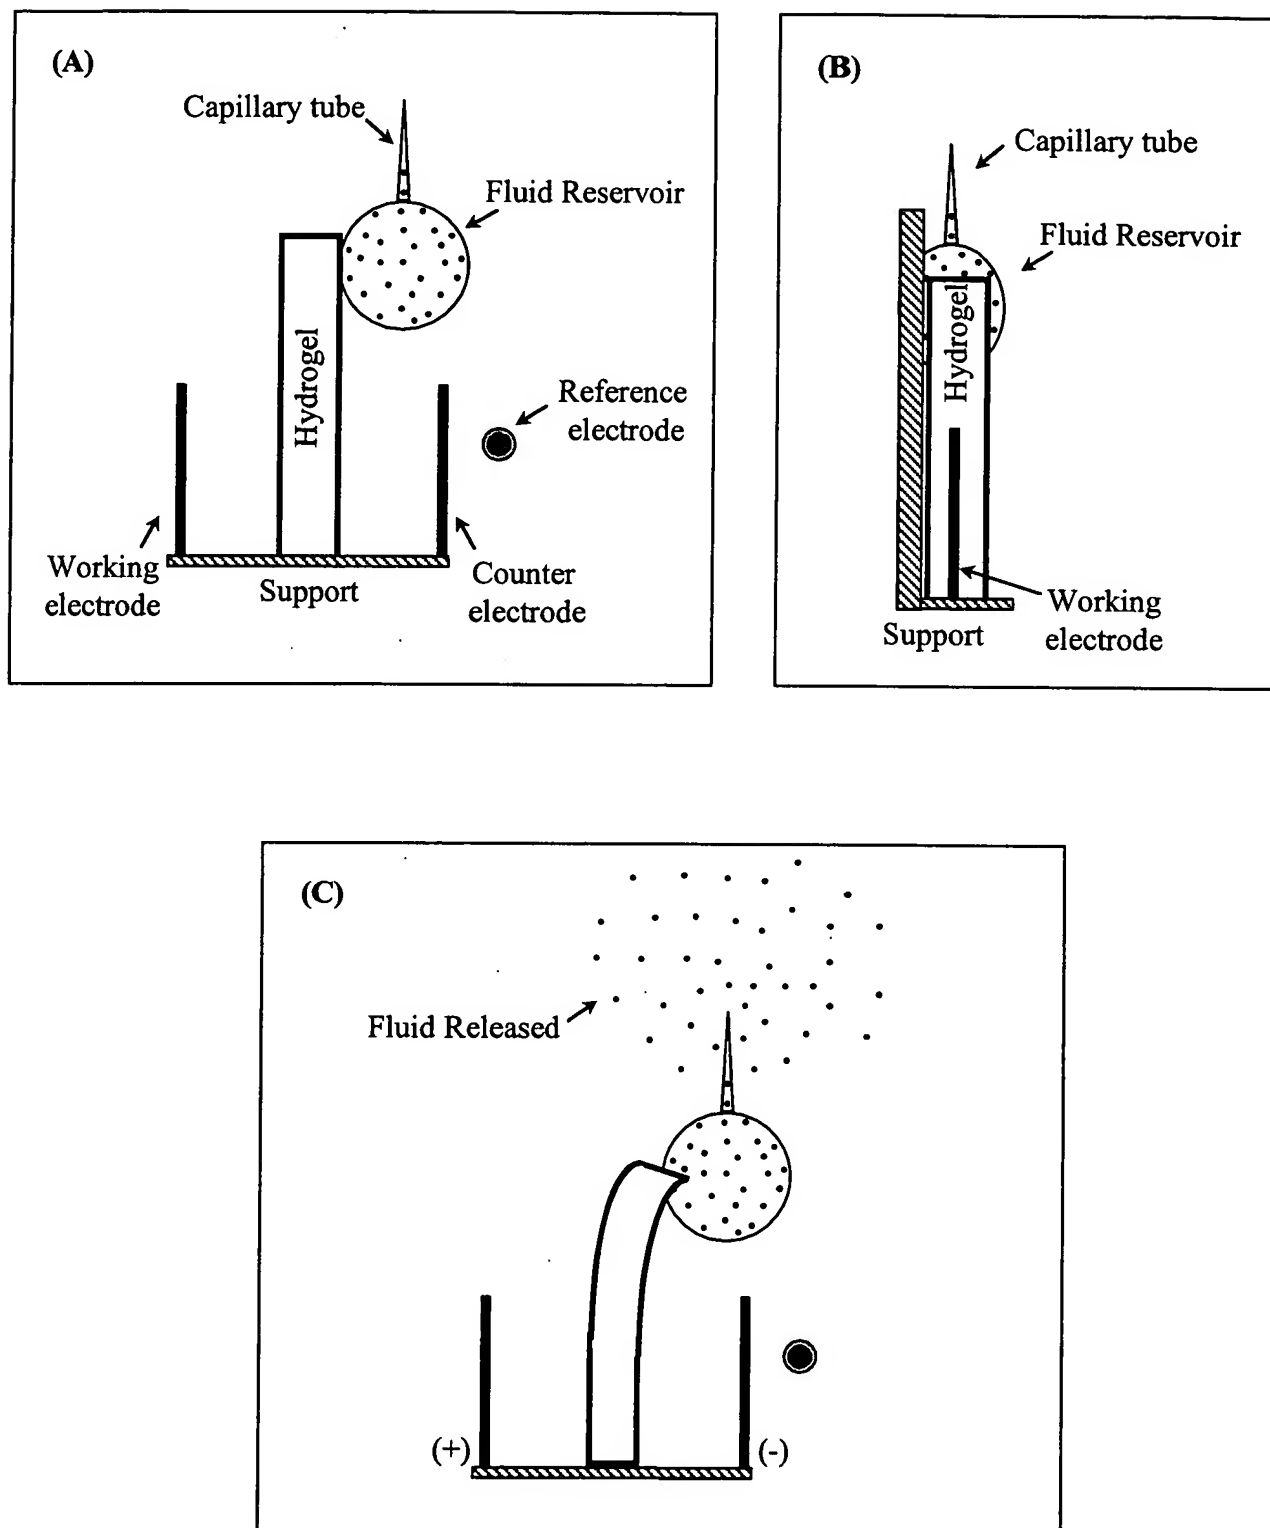 (A)
Capillary tube
Fluid Reservoir
Hydrogel
Reference
electrode
Working
electrode
Support
Counter
electrode
(B)
Capillary tube
Fluid Reservoir
Hydrogel
Working
electrode
Support
(C)
Fluid Released
(+)
(-)